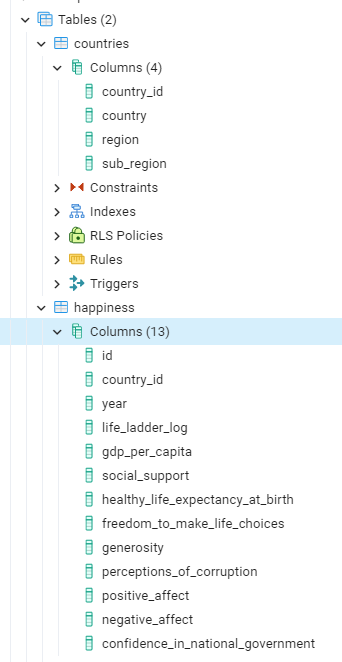 Tables (2)
countries
Columns (4)
country_id
country
region
sub_region
Constraints
Indexes
RLS Policies
Rules
Triggers
happiness
Columns (13)
id
country_id
year
life_ladder_log
gdp_per_capita
social_support
healthy_life_expectancy_at_birth
freedom_to_make_life_choices
generosity
perceptions_of_corruption
positive_affect
negative_affect
confidence_in_national_government